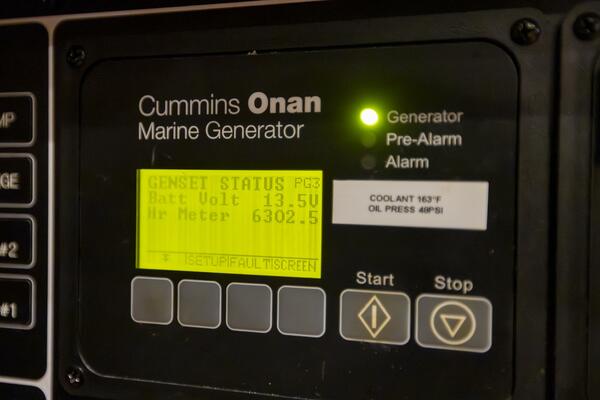 Cummins Onan
Marine Generator
Generator
Pre-Alarm
Alarm
GENSET STATUS PG3
Batt Volt 13.5V
Hr Meter 6302.5
SETUP|FAULT|SCREEN
COOLANT 163°F
OIL PRESS 48PSI
Start
Stop
MP
GE
#2
#1